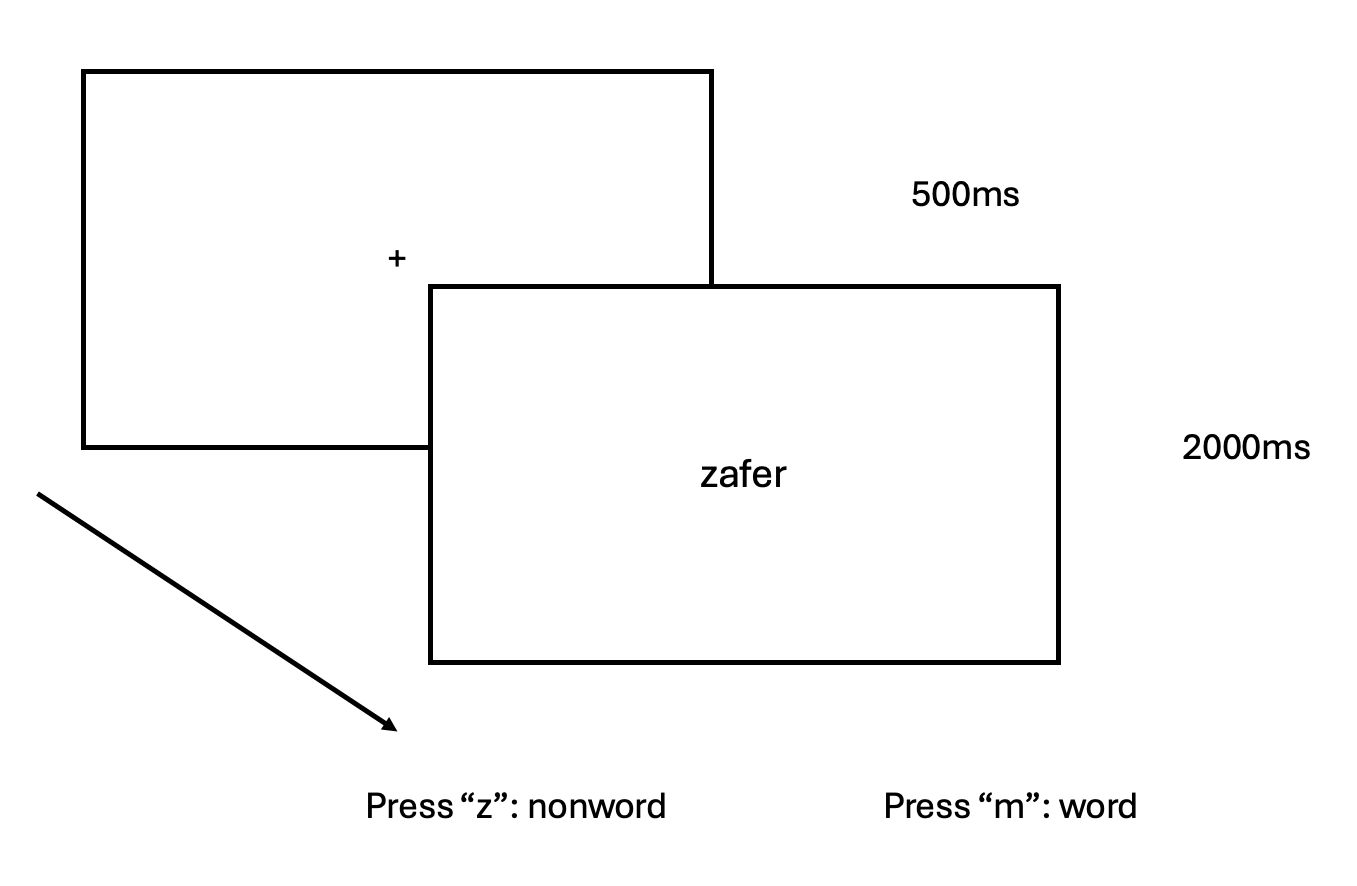 500ms
+
zafer
2000ms
Press “z”: nonword
Press “m”: word